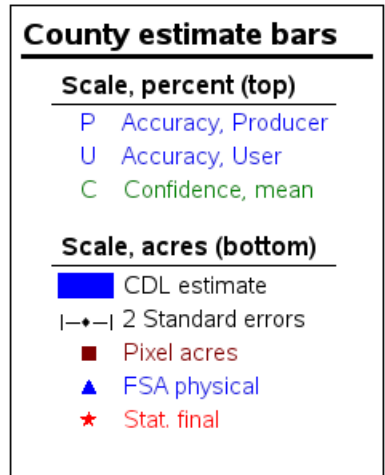 County estimate bars
Scale, percent (top)
P Accuracy, Producer
U Accuracy, User
C Confidence, mean
Scale, acres (bottom)
CDL estimate
2 Standard errors
Pixel acres
FSA physical
Stat. final